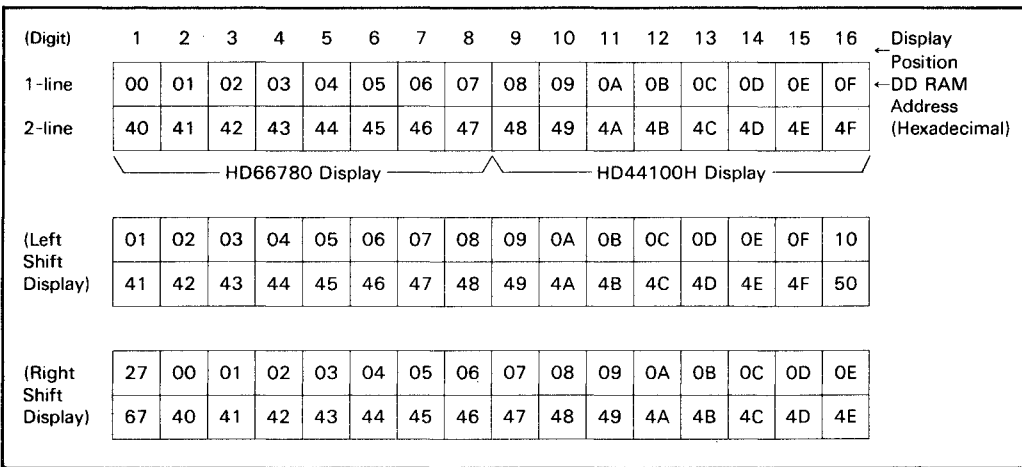 (Digit) 1 2 3 4 5 6 7 8 9 10 11 12 13 14 15 16 ← Display Position
1-line 00 01 02 03 04 05 06 07 08 09 0A 0B 0C 0D 0E 0F ← DD RAM Address (Hexadecimal)
2-line 40 41 42 43 44 45 46 47 48 49 4A 4B 4C 4D 4E 4F
HD66780 Display HD44100H Display
(Left Shift Display) 01 02 03 04 05 06 07 08 09 0A 0B 0C 0D 0E 0F 10
41 42 43 44 45 46 47 48 49 4A 4B 4C 4D 4E 4F 50
(Right Shift Display) 27 00 01 02 03 04 05 06 07 08 09 0A 0B 0C 0D 0E
67 40 41 42 43 44 45 46 47 48 49 4A 4B 4C 4D 4E